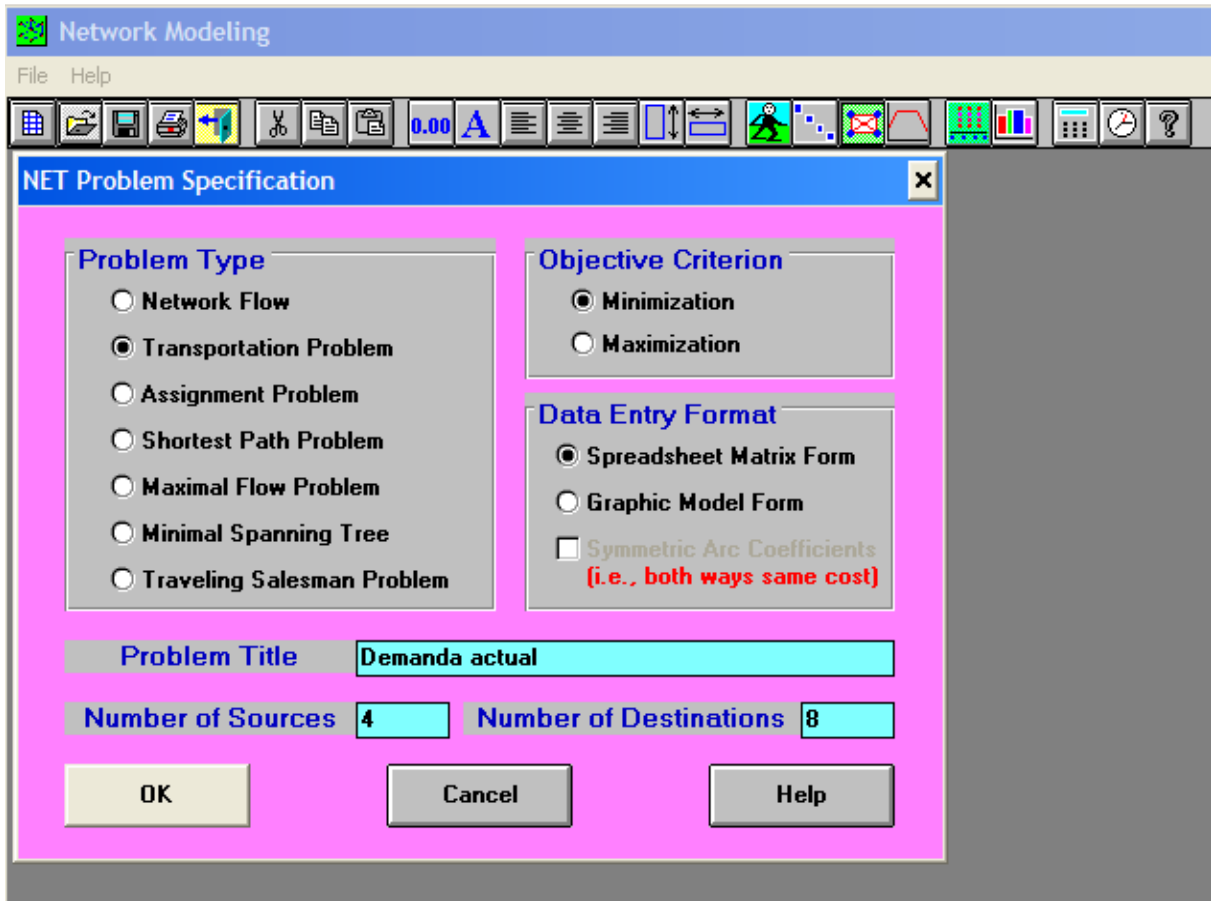 Network Modeling
File Help
0.00 A
NET Problem Specification
Problem Type
Network Flow
Transportation Problem
Assignment Problem
Shortest Path Problem
Maximal Flow Problem
Minimal Spanning Tree
Traveling Salesman Problem
Objective Criterion
Minimization
Maximization
Data Entry Format
Spreadsheet Matrix Form
Graphic Model Form
Symmetric Arc Coefficients
(i.e., both ways same cost)
Problem Title Demanda actual
Number of Sources 4 Number of Destinations 8
OK Cancel Help